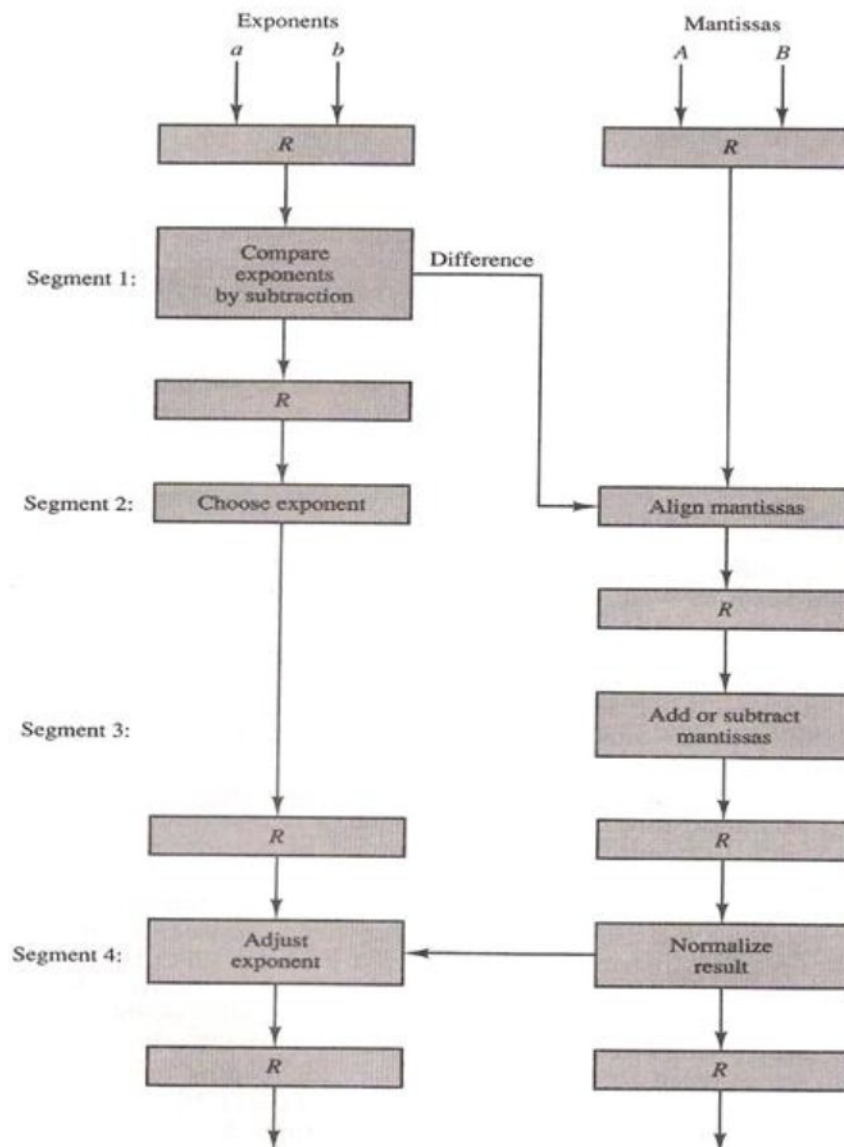 Exponents
a b
Mantissas
A B
R
R
Segment 1:
Compare
exponents
by subtraction
Difference
R
Segment 2:
Choose exponent
Align mantissas
R
Segment 3:
Add or subtract
mantissas
R
R
Segment 4:
Adjust
exponent
Normalize
result
R
R